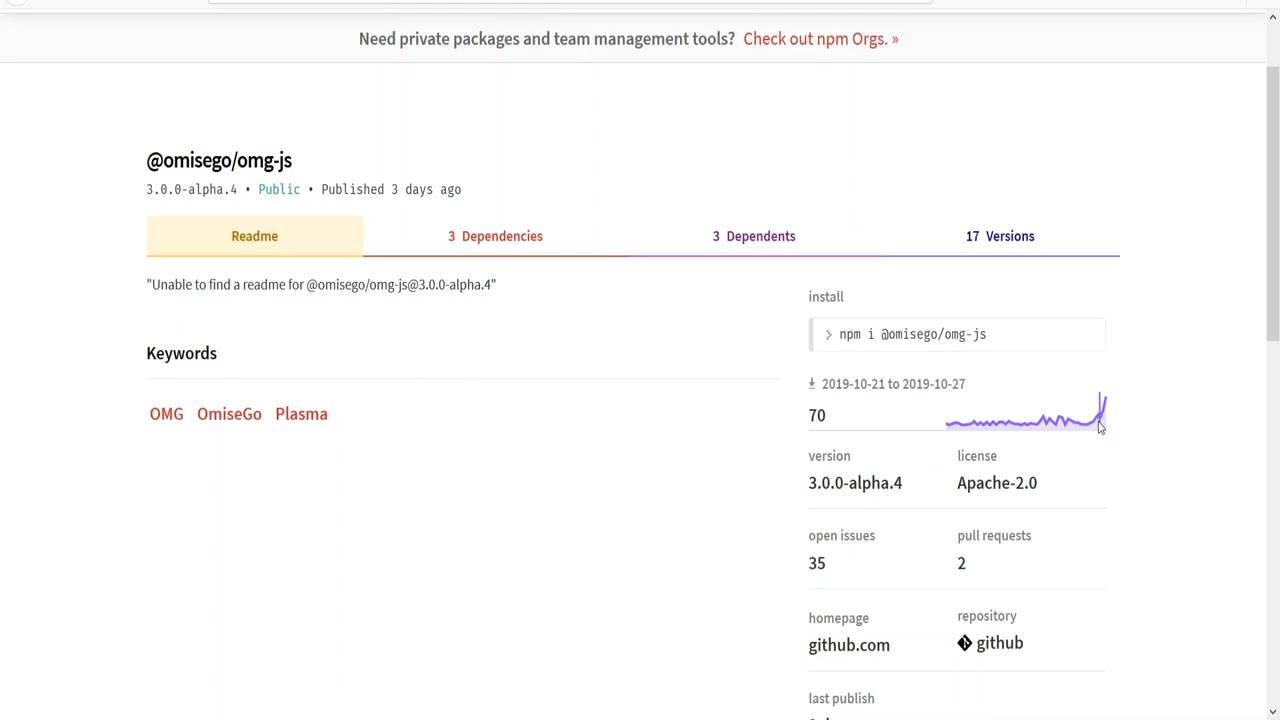 Need private packages and team management tools? Check out npm Orgs. »
@omisego/omg-js
3.0.0-alpha.4 • Public • Published 3 days ago
Readme
3 Dependencies
3 Dependents
17 Versions
"Unable to find a readme for @omisego/omg-js@3.0.0-alpha.4"
install
> npm i @omisego/omg-js
2019-10-21 to 2019-10-27
70
Keywords
OMG OmiseGo Plasma
version
3.0.0-alpha.4
license
Apache-2.0
open issues
35
pull requests
2
homepage
github.com
repository
github
last publish